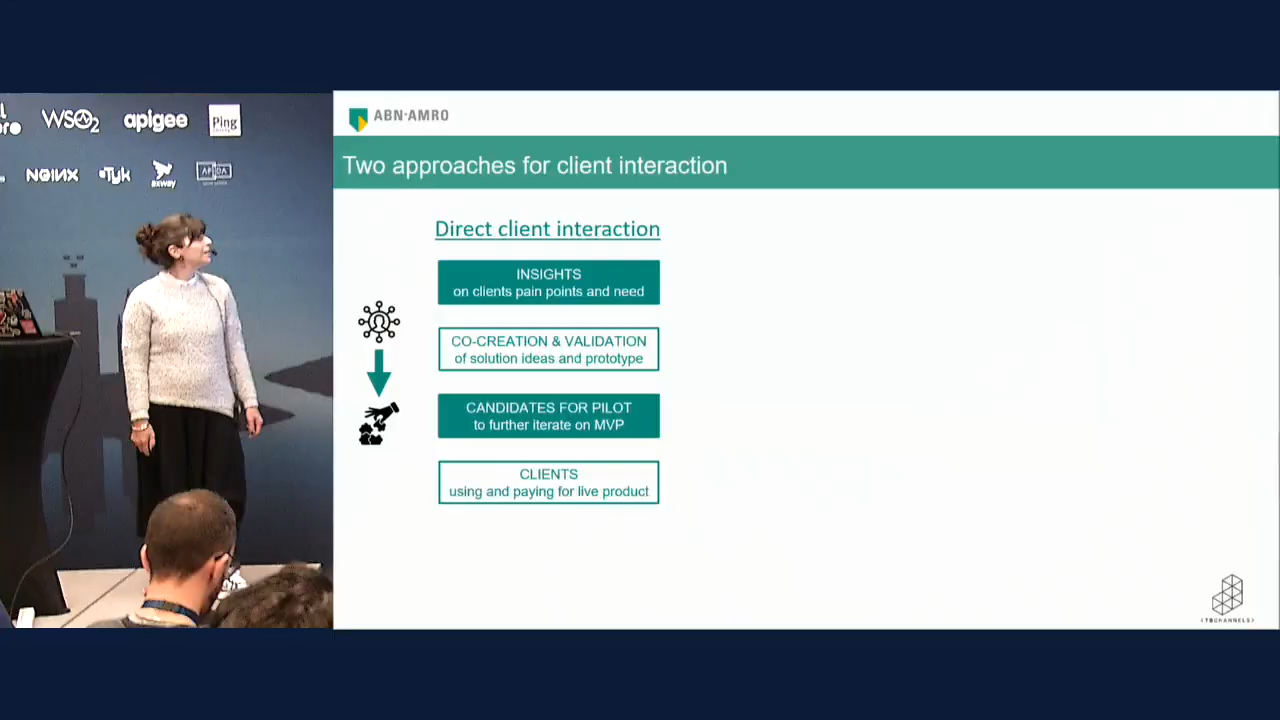 WSO2
apigee
Ping
NGINX
Tyk
axway
ABN·AMRO
Two approaches for client interaction
Direct client interaction
INSIGHTS
on clients pain points and need
CO-CREATION & VALIDATION
of solution ideas and prototype
CANDIDATES FOR PILOT
to further iterate on MVP
CLIENTS
using and paying for live product